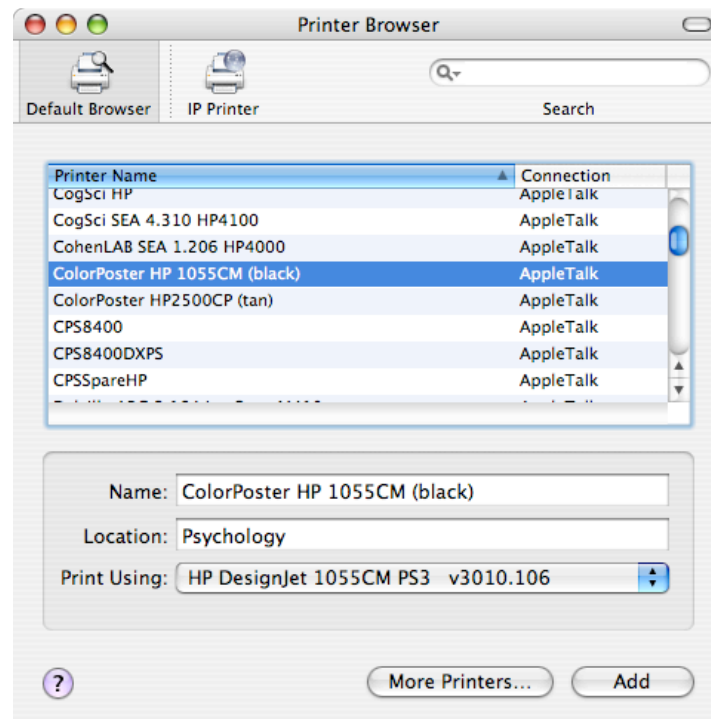 Printer Browser
Default Browser
IP Printer
Search
Printer Name Connection
CogSci HP AppleTalk
CogSci SEA 4.310 HP4100 AppleTalk
CohenLAB SEA 1.206 HP4000 AppleTalk
ColorPoster HP 1055CM (black) AppleTalk
ColorPoster HP2500CP (tan) AppleTalk
CPS8400 AppleTalk
CPS8400DXPS AppleTalk
CPSSpareHP AppleTalk
Name: ColorPoster HP 1055CM (black)
Location: Psychology
Print Using: HP DesignJet 1055CM PS3 v3010.106
? More Printers... Add